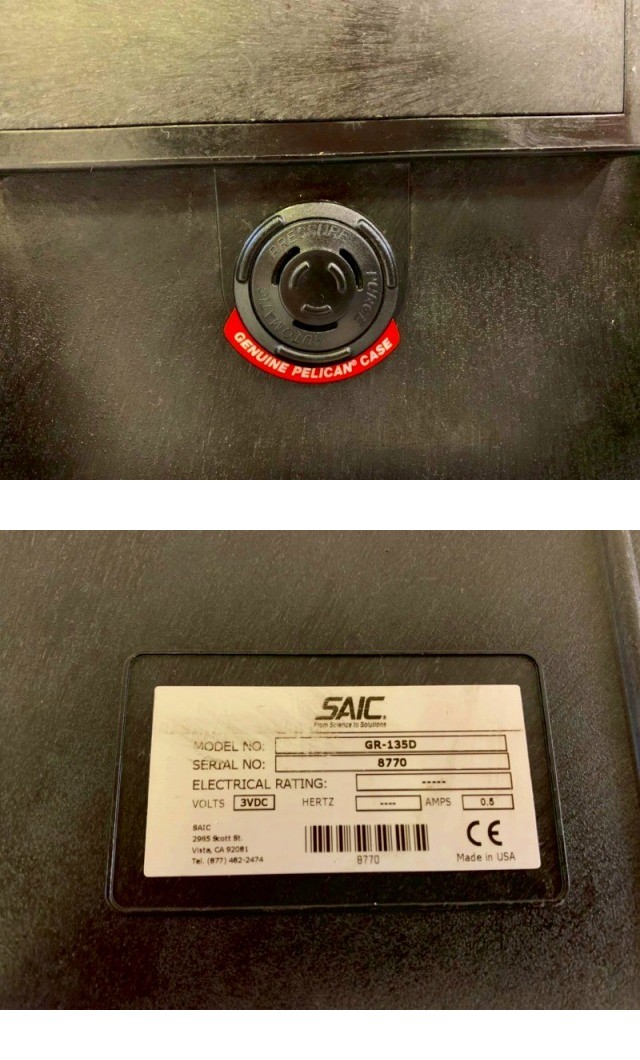 AUTOMATIC PRESSURE PURGE
GENUINE PELICAN® CASE
SAIC.
From Science to Solutions
MODEL NO: GR-135D
SERIAL NO: 8770
ELECTRICAL RATING: -----
VOLTS 3VDC HERTZ ---- AMPS 0.5
SAIC
2985 Scott St.
Vista, CA 92081
Tel. (877) 462-2474
8770
CE
Made in USA